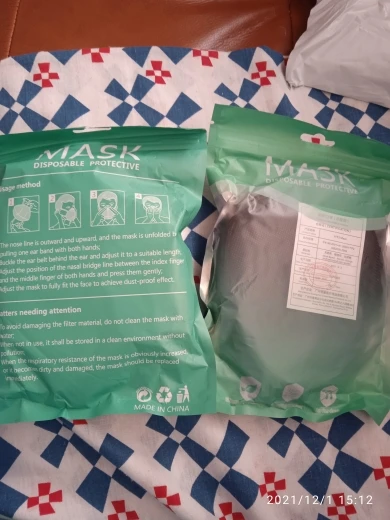 MASK
DISPOSABLE PROTECTIVE
Usage method
1
2
3
4
The nose line is outward and upward, and the mask is unfolded
pulling one ear band with both hands;
Buckle the ear belt behind the ear and adjust it to a suitable length;
Adjust the position of the nasal bridge line between the index finger
and the middle finger of both hands and press them gently;
Adjust the mask to fully fit the face to achieve dust-proof effect.
Matters needing attention
To avoid damaging the filter material, do not clean the mask with
water;
When not in use, it shall be stored in a clean environment without
pollution;
When the respiratory resistance of the mask is obviously increased
or it becomes dirty and damaged, the mask should be replaced
immediately.
MADE IN CHINA
MASK
DISPOSABLE PROTECTIVE
2021/12/1 15:12